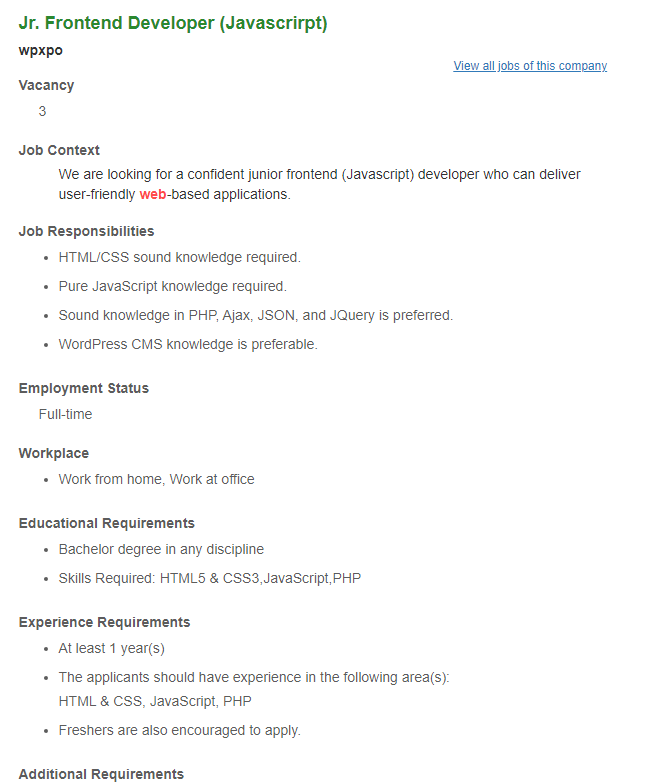 Jr. Frontend Developer (Javascrirpt)
wpxpo
View all jobs of this company
Vacancy
3
Job Context
We are looking for a confident junior frontend (Javascript) developer who can deliver
user-friendly web-based applications.
Job Responsibilities
• HTML/CSS sound knowledge required.
• Pure JavaScript knowledge required.
• Sound knowledge in PHP, Ajax, JSON, and JQuery is preferred.
• WordPress CMS knowledge is preferable.
Employment Status
Full-time
Workplace
• Work from home, Work at office
Educational Requirements
• Bachelor degree in any discipline
• Skills Required: HTML5 & CSS3,JavaScript,PHP
Experience Requirements
• At least 1 year(s)
• The applicants should have experience in the following area(s):
HTML & CSS, JavaScript, PHP
• Freshers are also encouraged to apply.
Additional Requirements